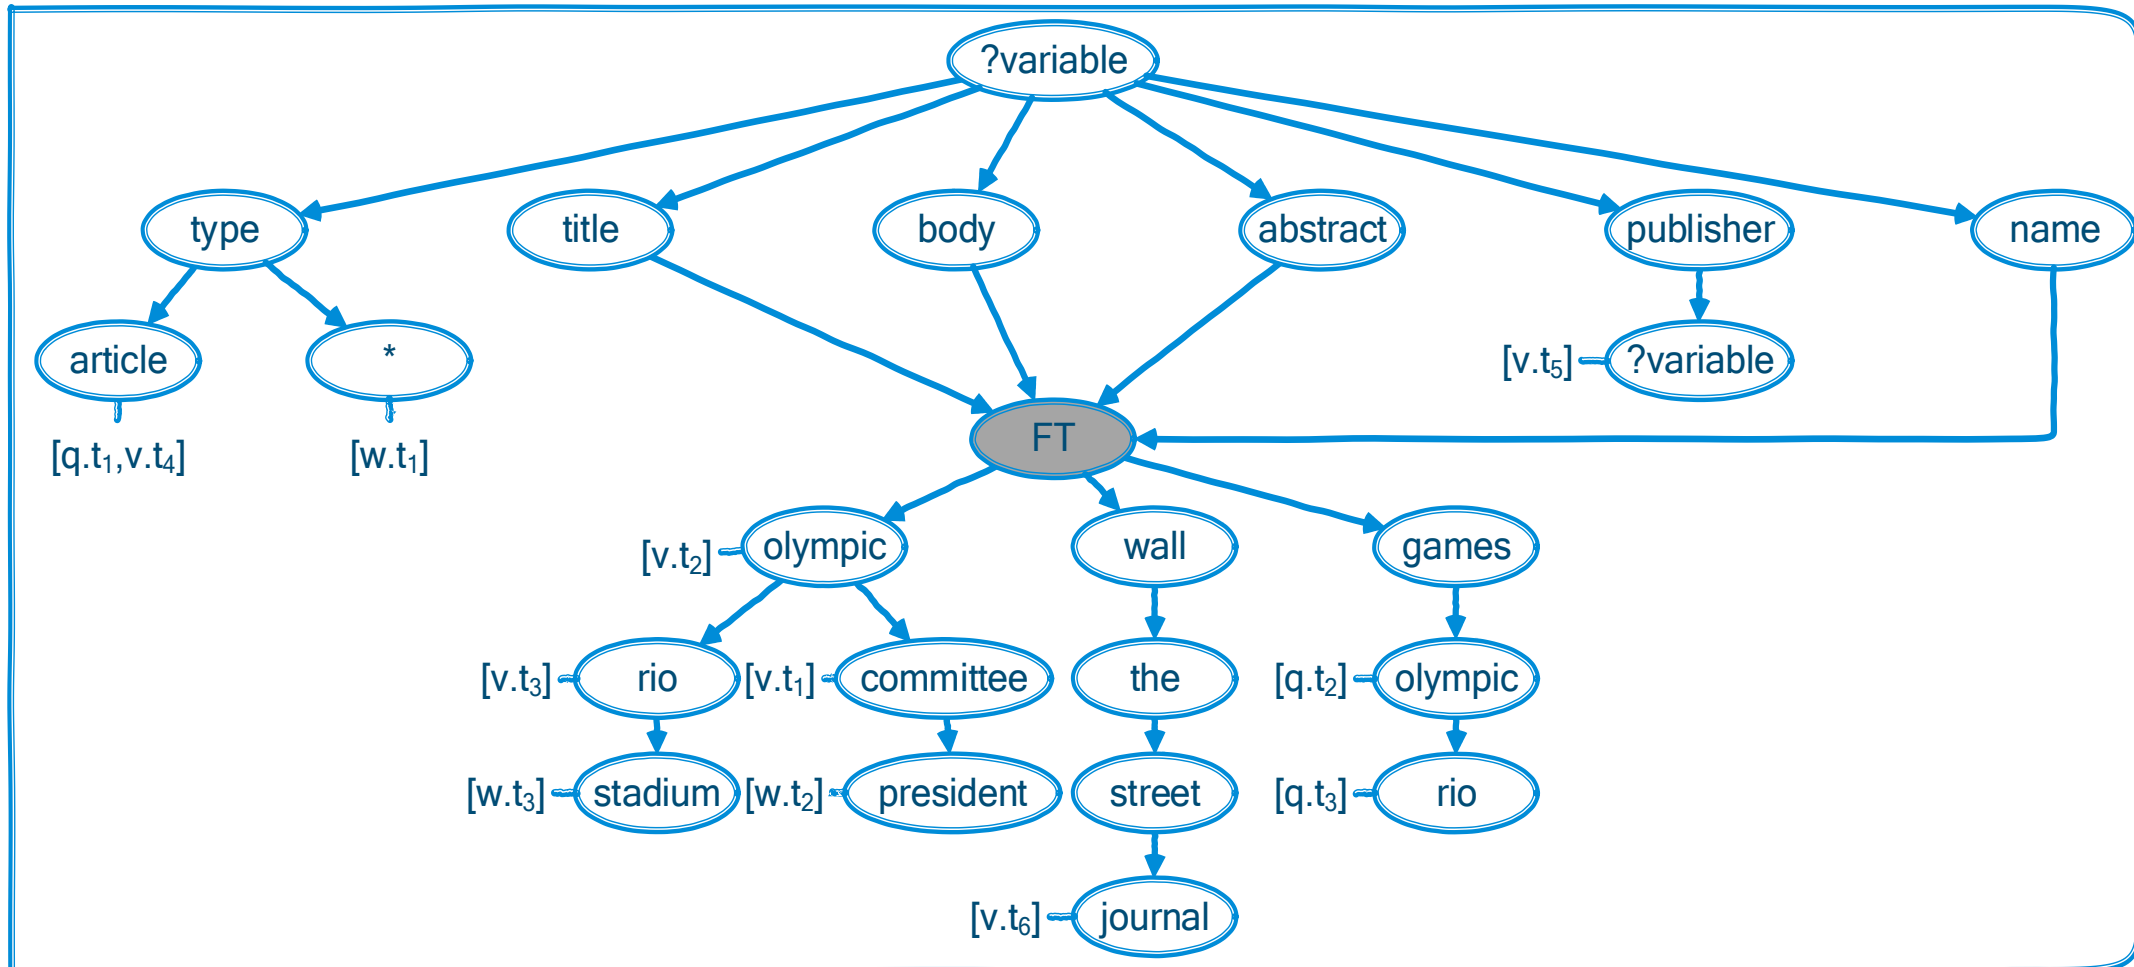 ?variable
type title body abstract publisher name
article * [v.t5] ?variable
[q.t1,v.t4] [w.t1] FT
[v.t2] olympic wall games
[v.t3] rio [v.t1] committee the [q.t2] olympic
[w.t3] stadium [w.t2] president street [q.t3] rio
[v.t6] journal